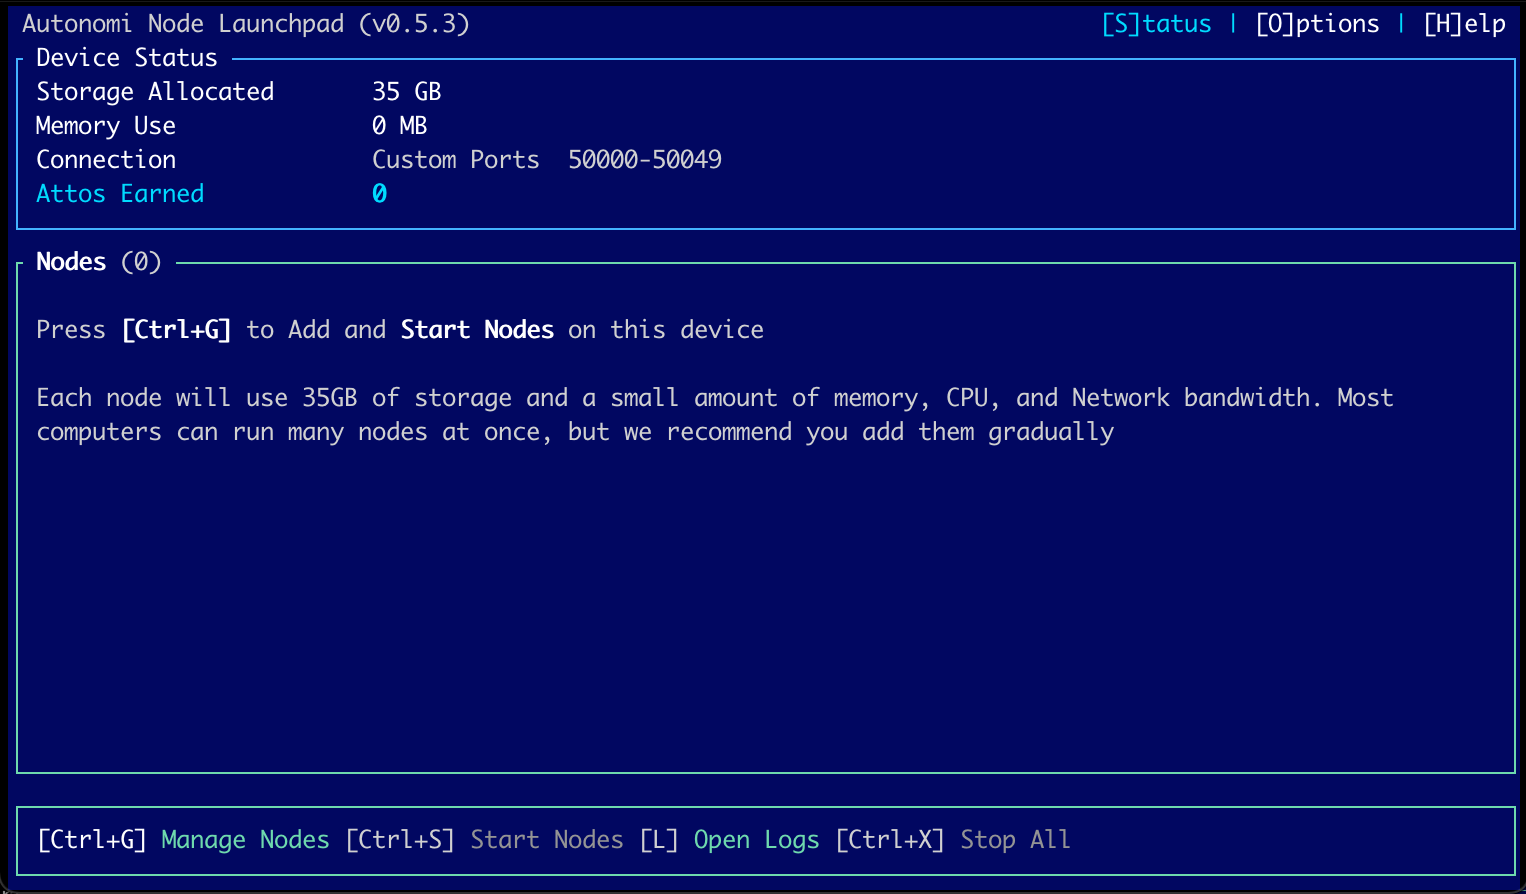 Autonomi Node Launchpad (v0.5.3) [S]tatus | [O]ptions | [H]elp
Device Status
Storage Allocated 35 GB
Memory Use 0 MB
Connection Custom Ports 50000-50049
Attos Earned 0
Nodes (0)
Press [Ctrl+G] to Add and Start Nodes on this device
Each node will use 35GB of storage and a small amount of memory, CPU, and Network bandwidth. Most
computers can run many nodes at once, but we recommend you add them gradually
[Ctrl+G] Manage Nodes [Ctrl+S] Start Nodes [L] Open Logs [Ctrl+X] Stop All